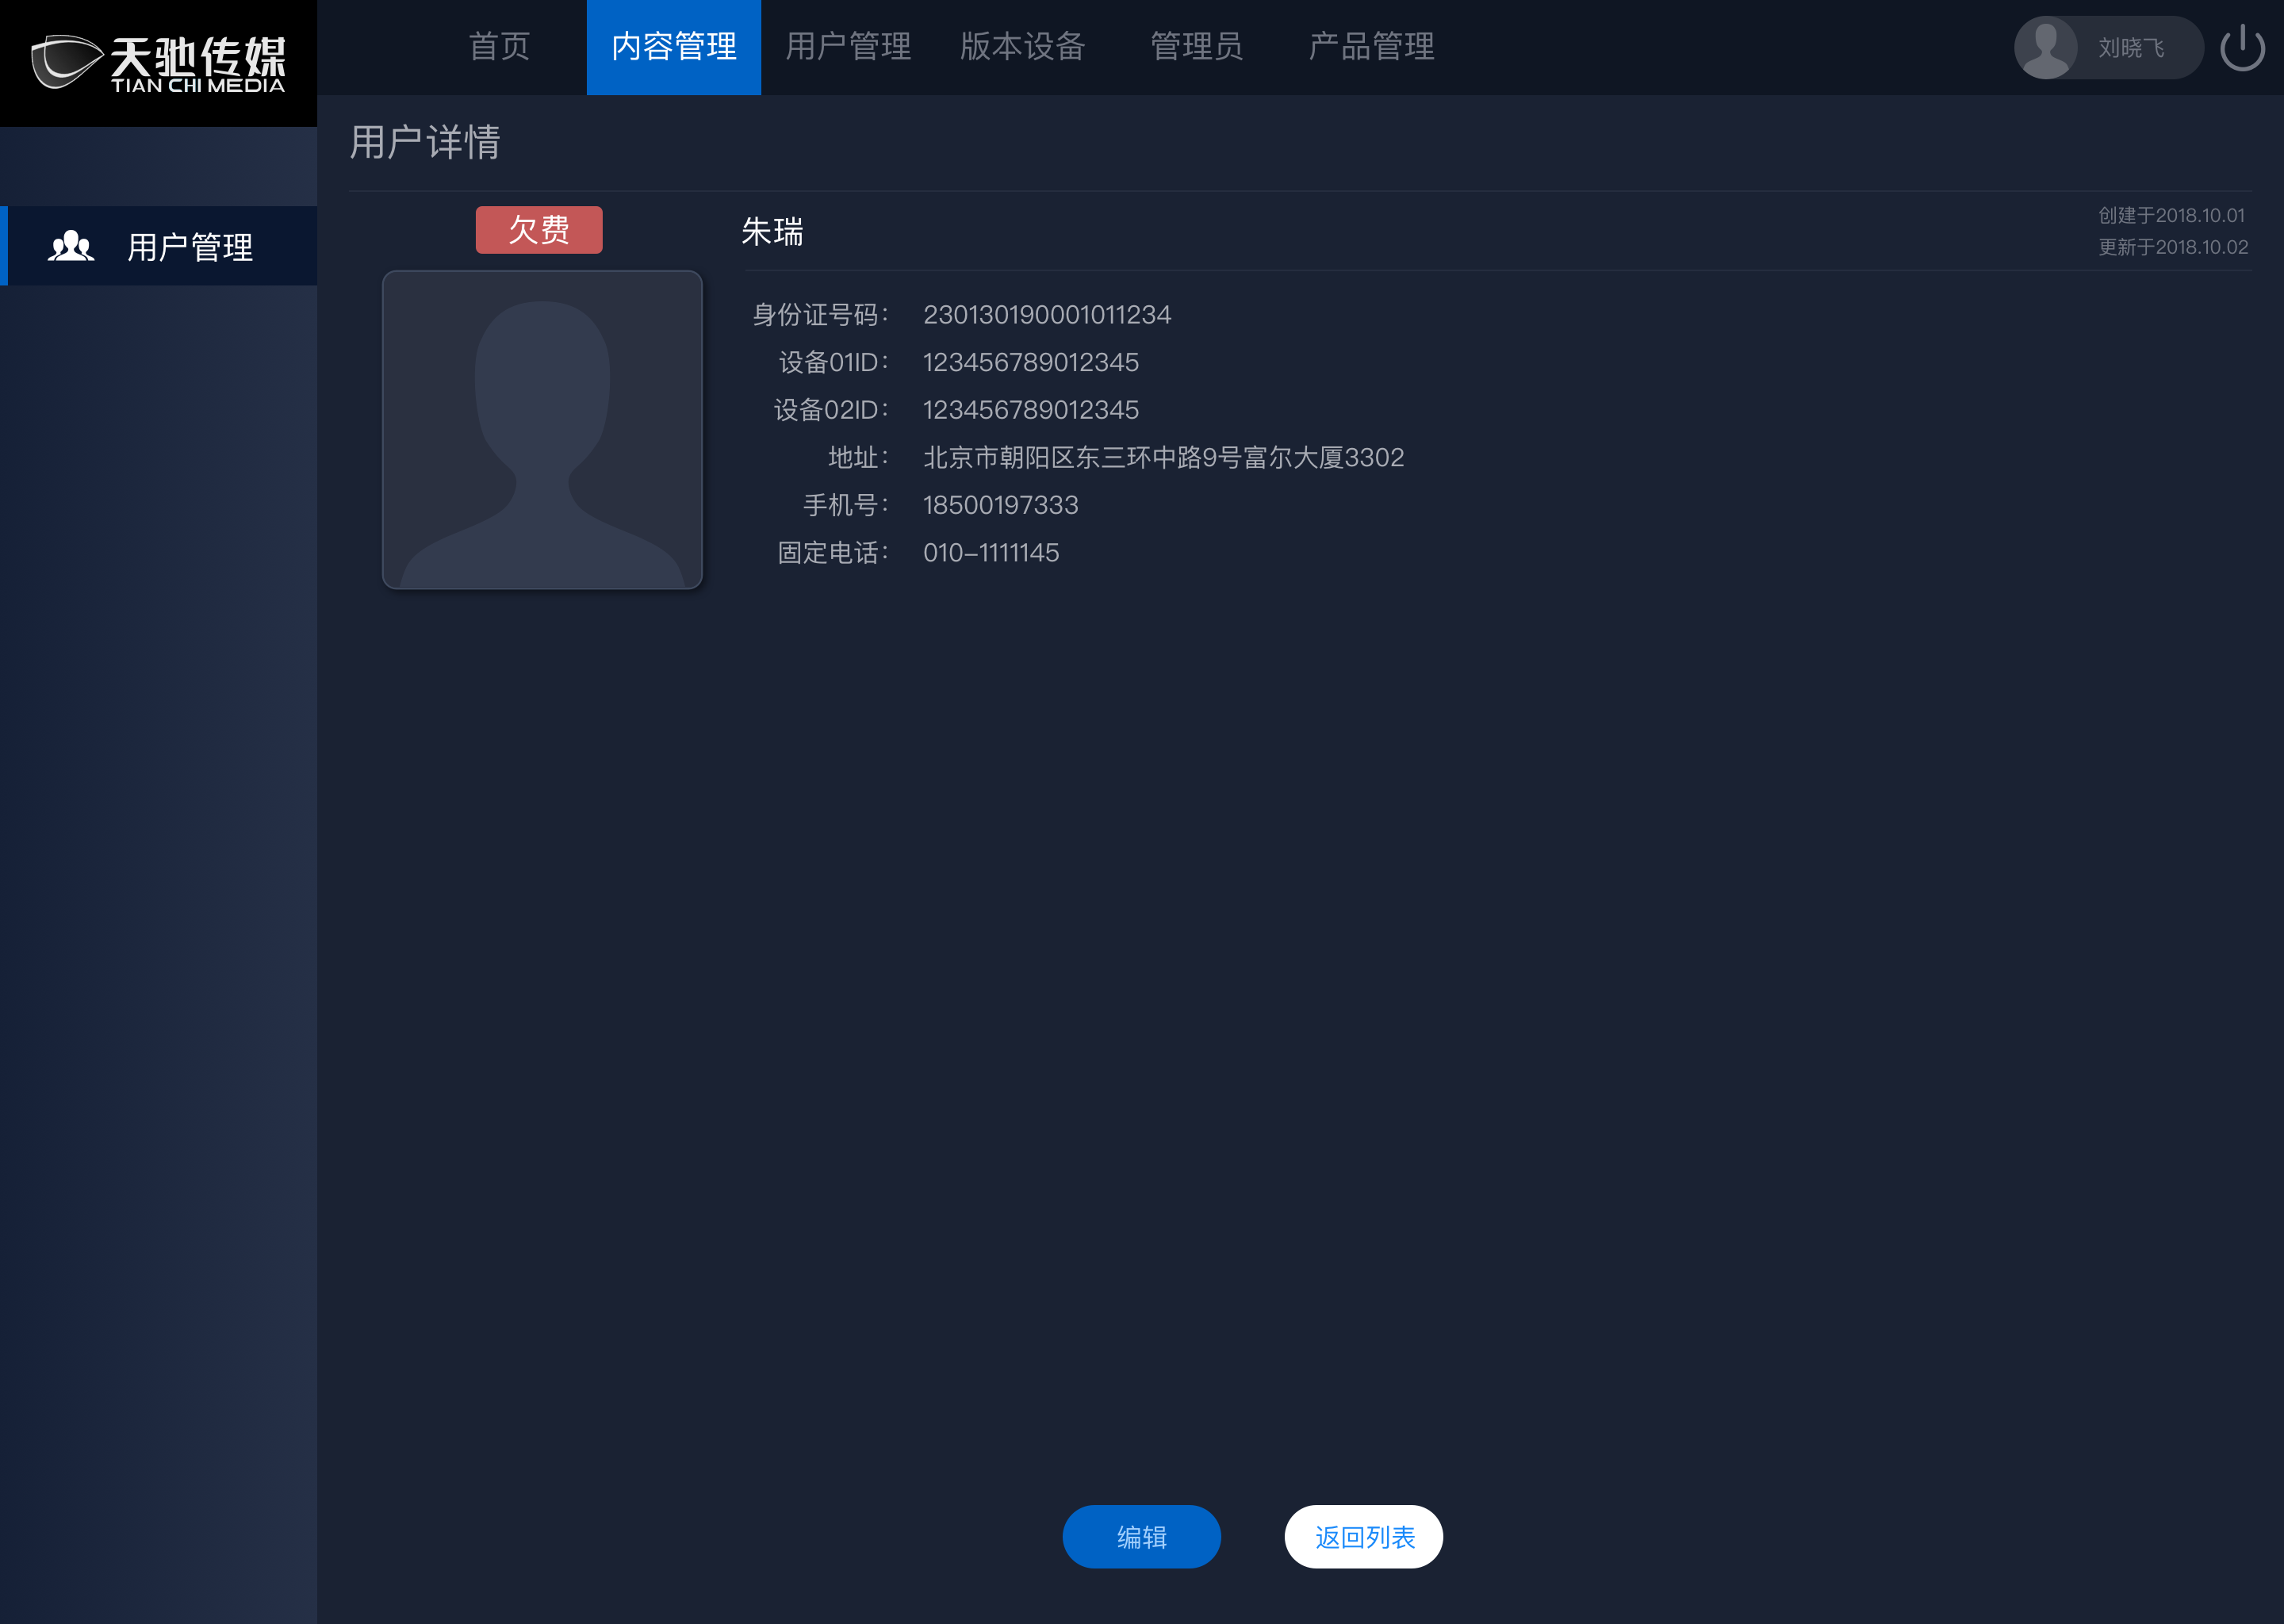 天驰传媒
TIAN CHI MEDIA
首页 内容管理 用户管理 版本设备 管理员 产品管理 刘晓飞
用户管理
用户详情
欠费
朱瑞
创建于2018.10.01
更新于2018.10.02
身份证号码： 230130190001011234
设备01ID： 123456789012345
设备02ID： 123456789012345
地址： 北京市朝阳区东三环中路9号富尔大厦3302
手机号： 18500197333
固定电话： 010-1111145
编辑 返回列表